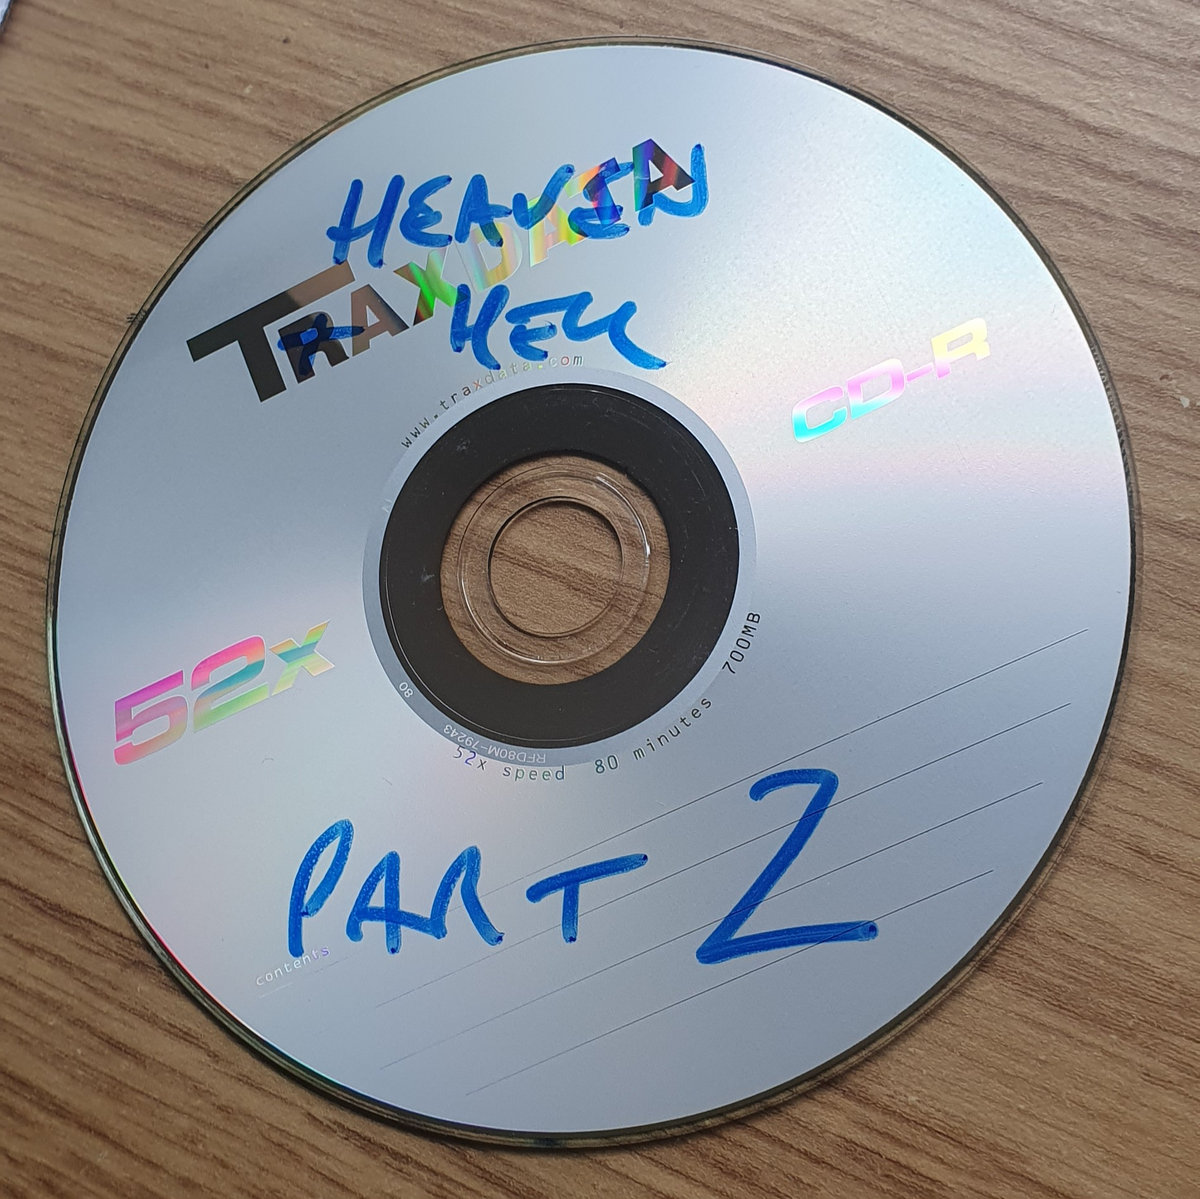 HEAVEN
TRAXDATA
+ HELL
www.traxdata.com
CD-R
52x
80
RFD80M-79243
52x speed 80 minutes 700MB
PART 2
contents